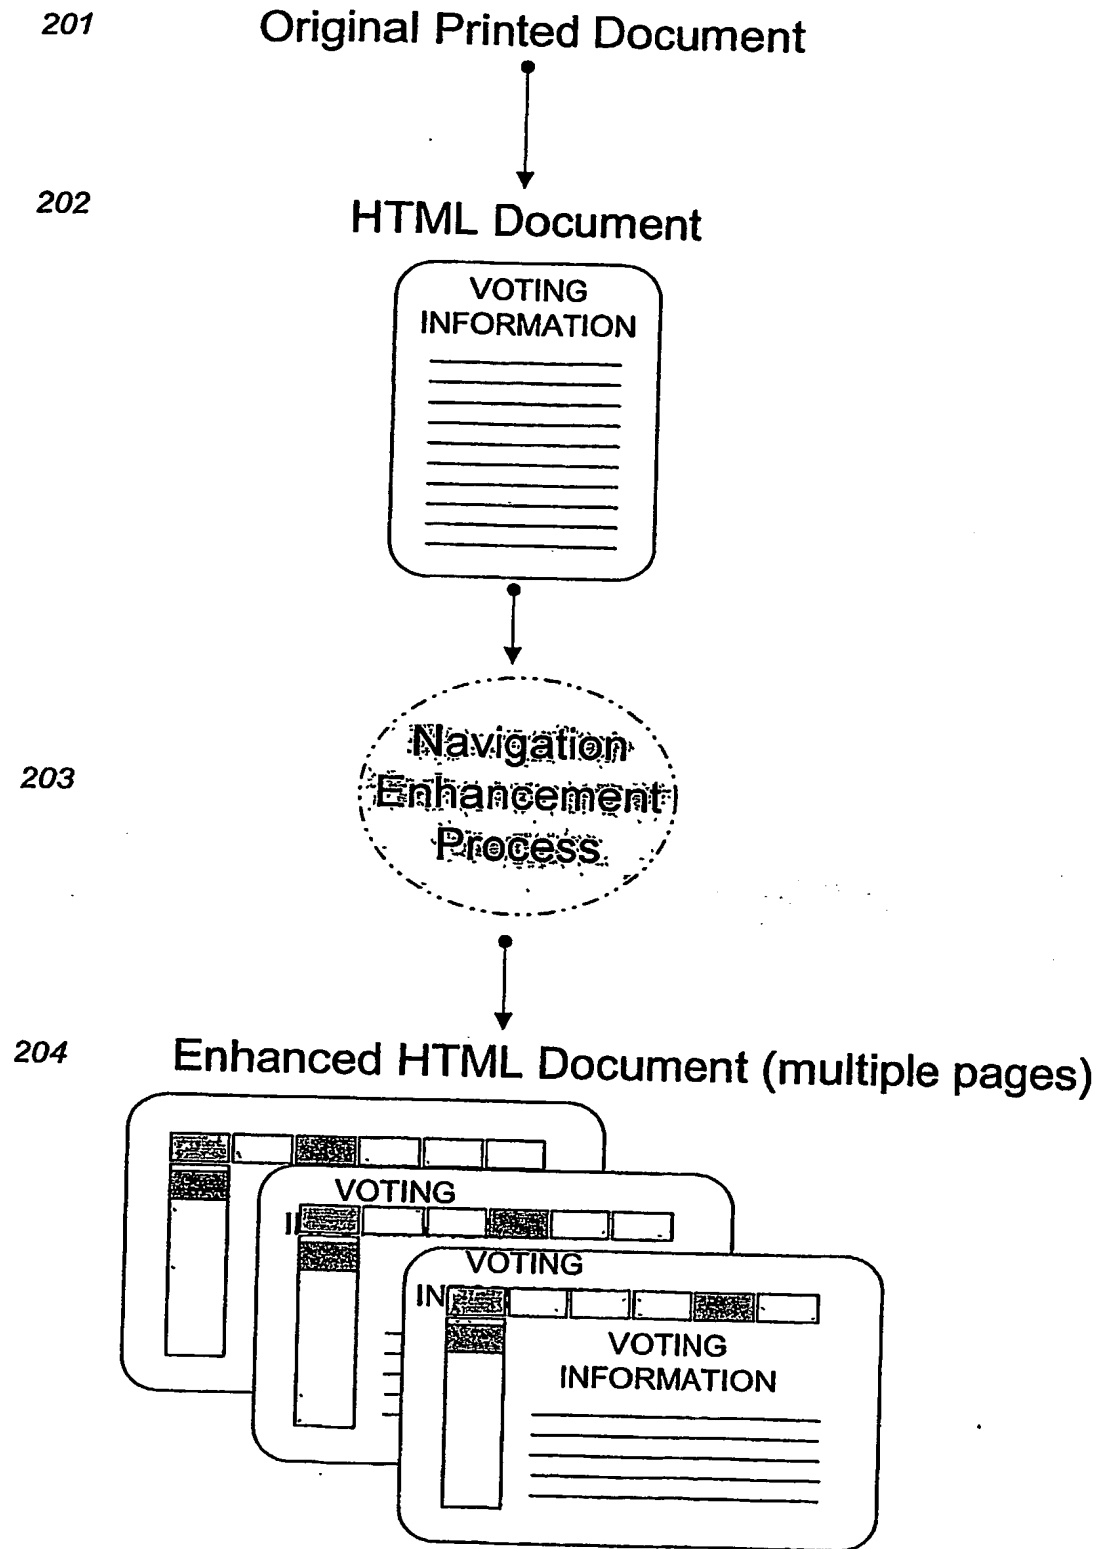 201
Original Printed Document
202
HTML Document
VOTING
INFORMATION
203
Navigation
Enhancement
Process
204
Enhanced HTML Document (multiple pages)
VOTING
VOTING
IN
VOTING
INFORMATION